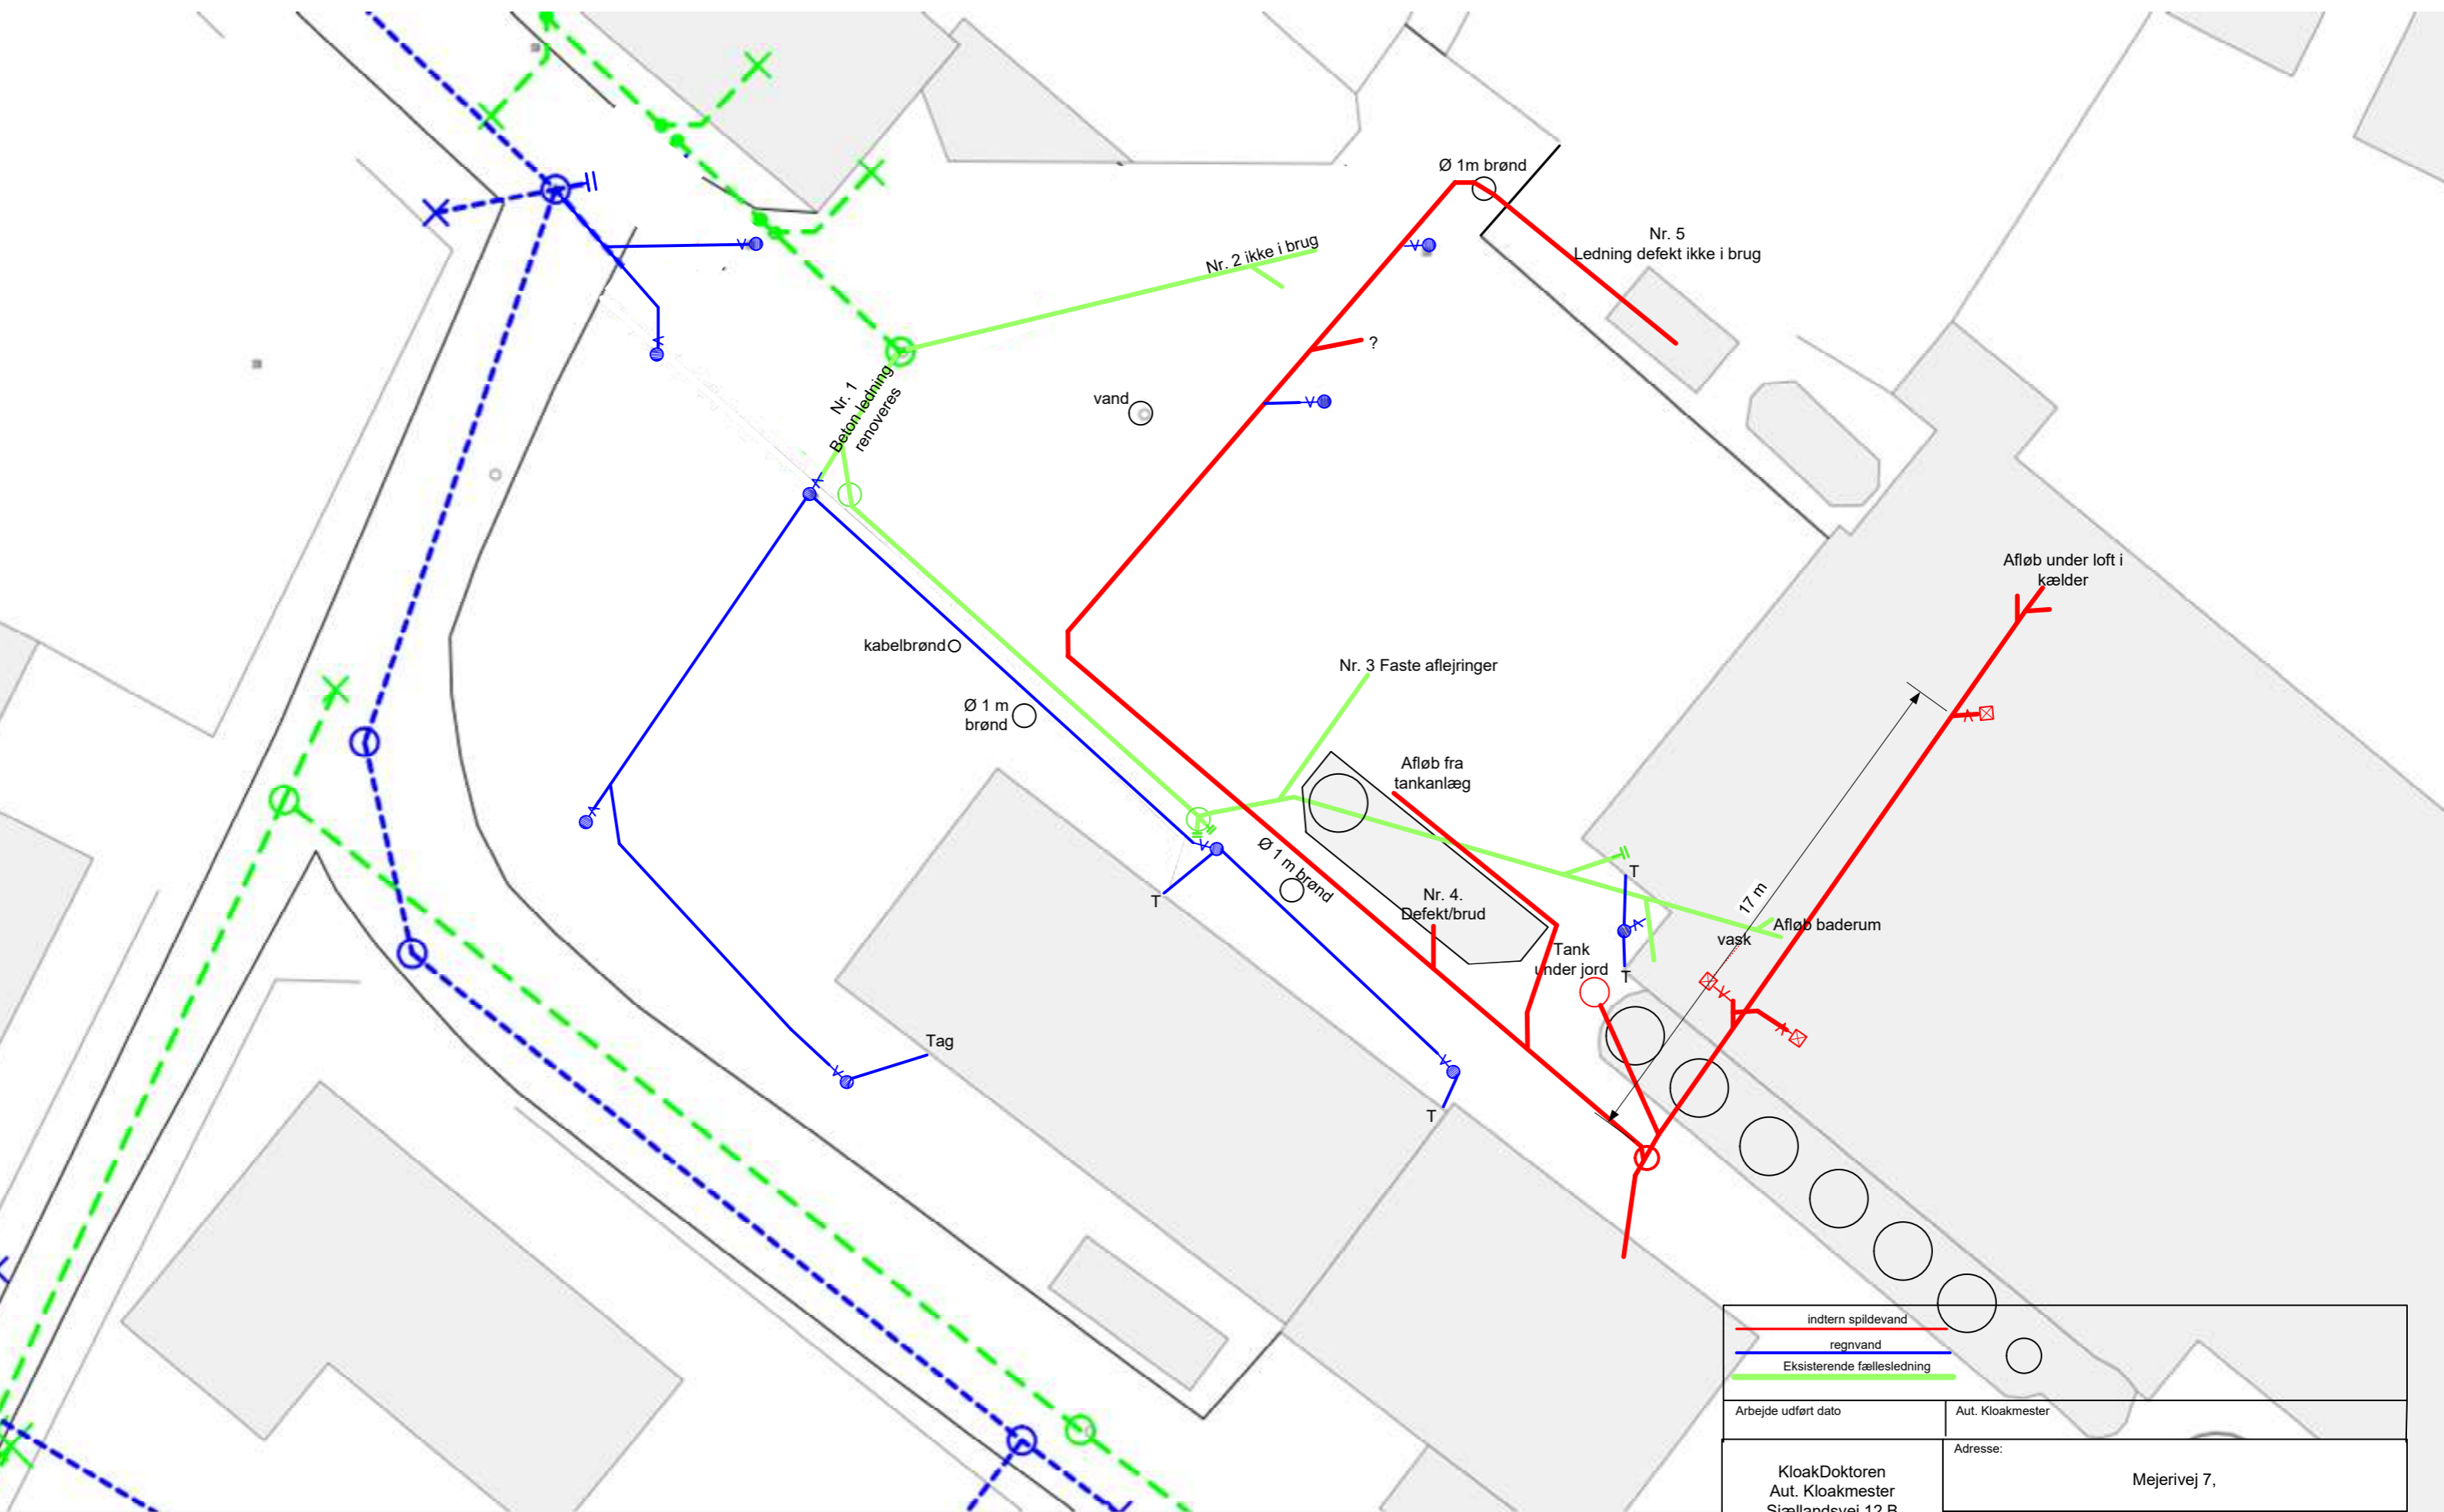 Ø 1m brønd
Nr. 5
Ledning defekt ikke i brug
Nr. 2 ikke i brug
?
Nr. 1
Beton ledning
renoveres
vand
Afløb under loft i
kælder
kabelbrønd
Nr. 3 Faste aflejringer
Ø 1 m
brønd
Afløb fra
tankanlæg
Ø 1 m brønd
T
Nr. 4.
Defekt/brud
17 m
T
Afløb baderum
vask
Tank
under jord
T
Tag
T
indtern spildevand
regnvand
Eksisterende fællesledning
Arbejde udført dato
Aut. Kloakmester
Adresse:
KloakDoktoren
Aut. Kloakmester
Sjællandsvej 12 B
Mejerivej 7,